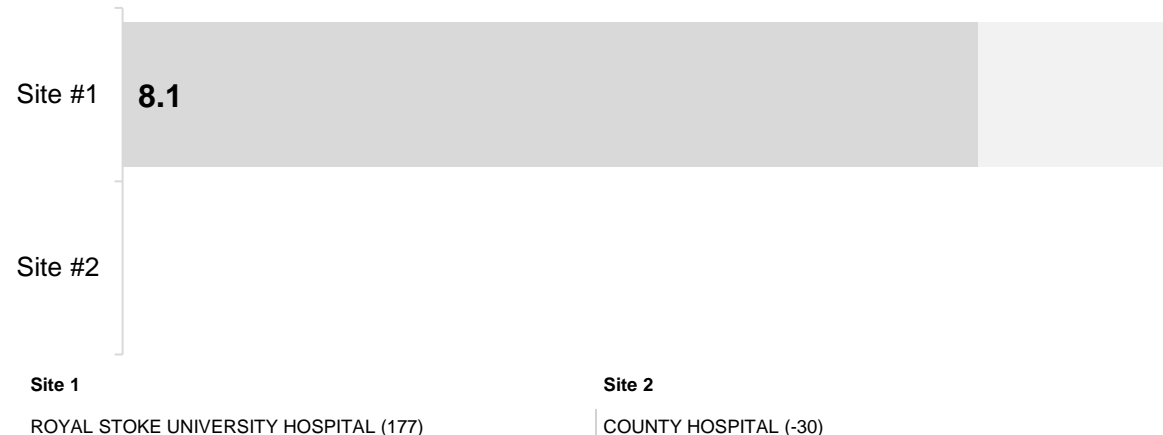 Site #1 8.1
Site #2
Site 1 Site 2
ROYAL STOKE UNIVERSITY HOSPITAL (177) COUNTY HOSPITAL (-30)